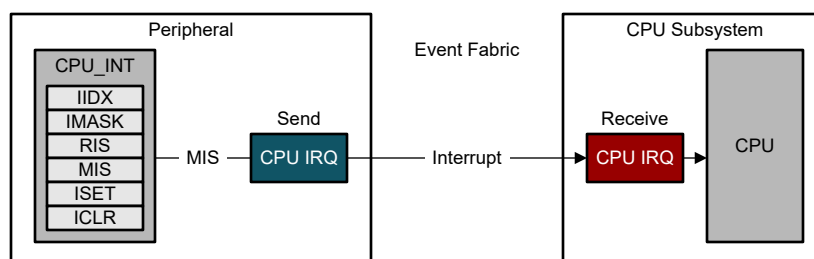 Peripheral
Event Fabric
CPU Subsystem
CPU_INT
IIDX
IMASK
RIS
MIS
ISET
ICLR
MIS
Send
CPU IRQ
Interrupt
Receive
CPU IRQ
CPU